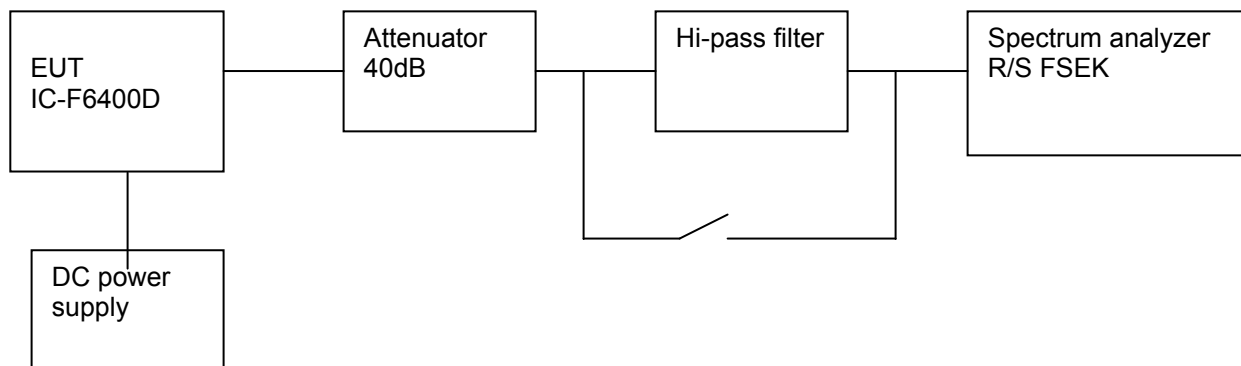 EUT
IC-F6400D
Attenuator
40dB
Hi-pass filter
Spectrum analyzer
R/S FSEK
DC power
supply